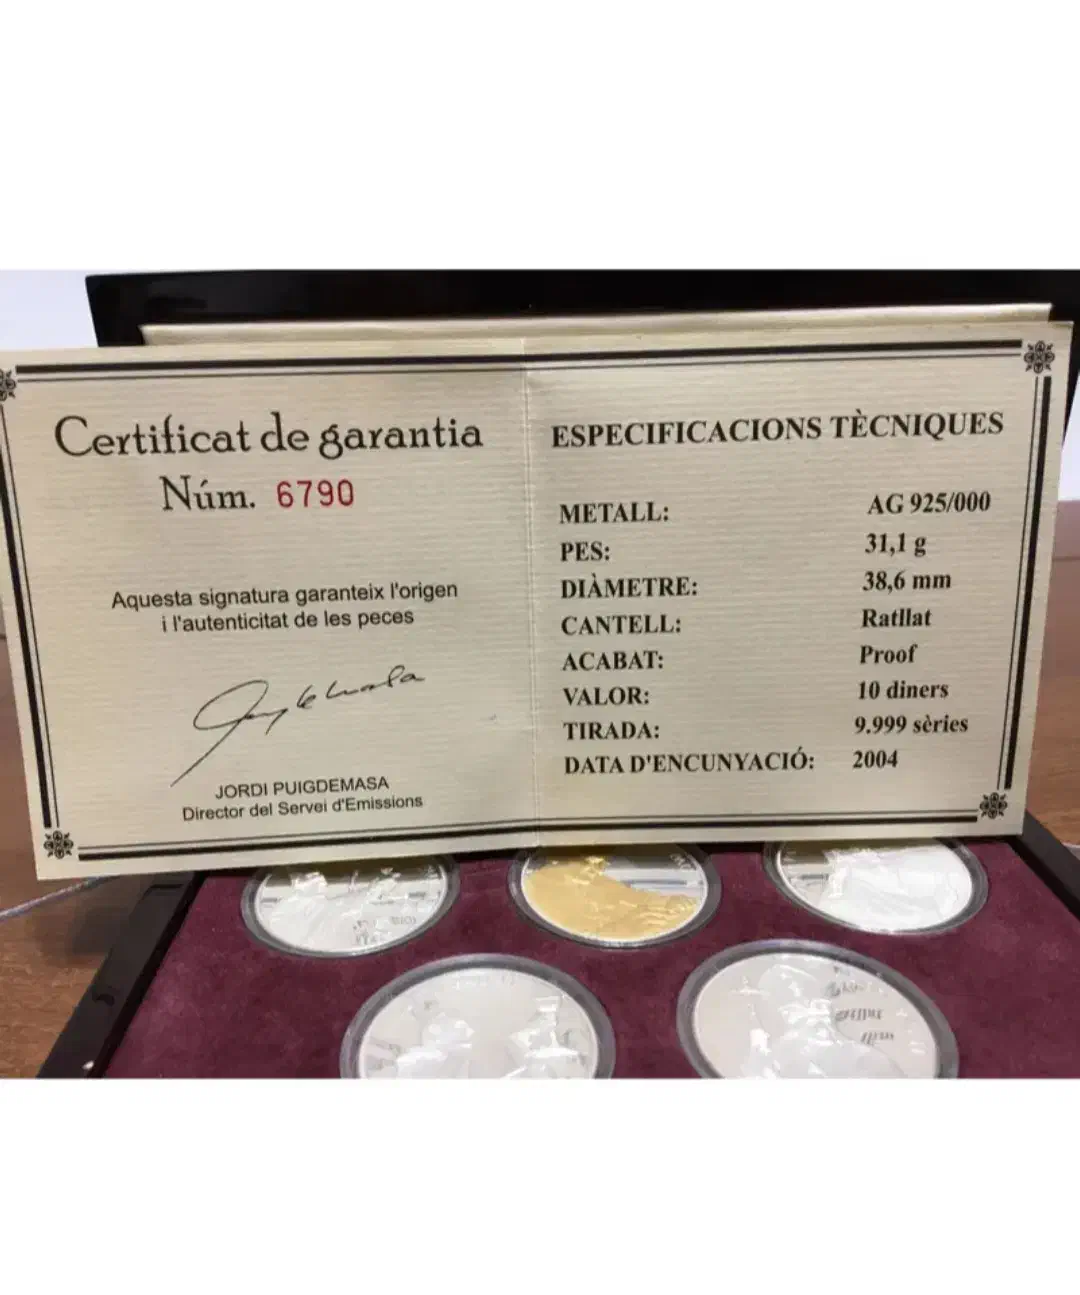 Certificat de garantia
Núm. 6790
Aquesta signatura garanteix l'origen
i l'autenticitat de les peces
JORDI PUIGDEMASA
Director del Servei d'Emissions
ESPECIFICACIONS TÈCNIQUES
METALL: AG 925/000
PES: 31,1 g
DIÀMETRE: 38,6 mm
CANTELL: Ratllat
ACABAT: Proof
VALOR: 10 diners
TIRADA: 9.999 sèries
DATA D'ENCUNYACIÓ: 2004